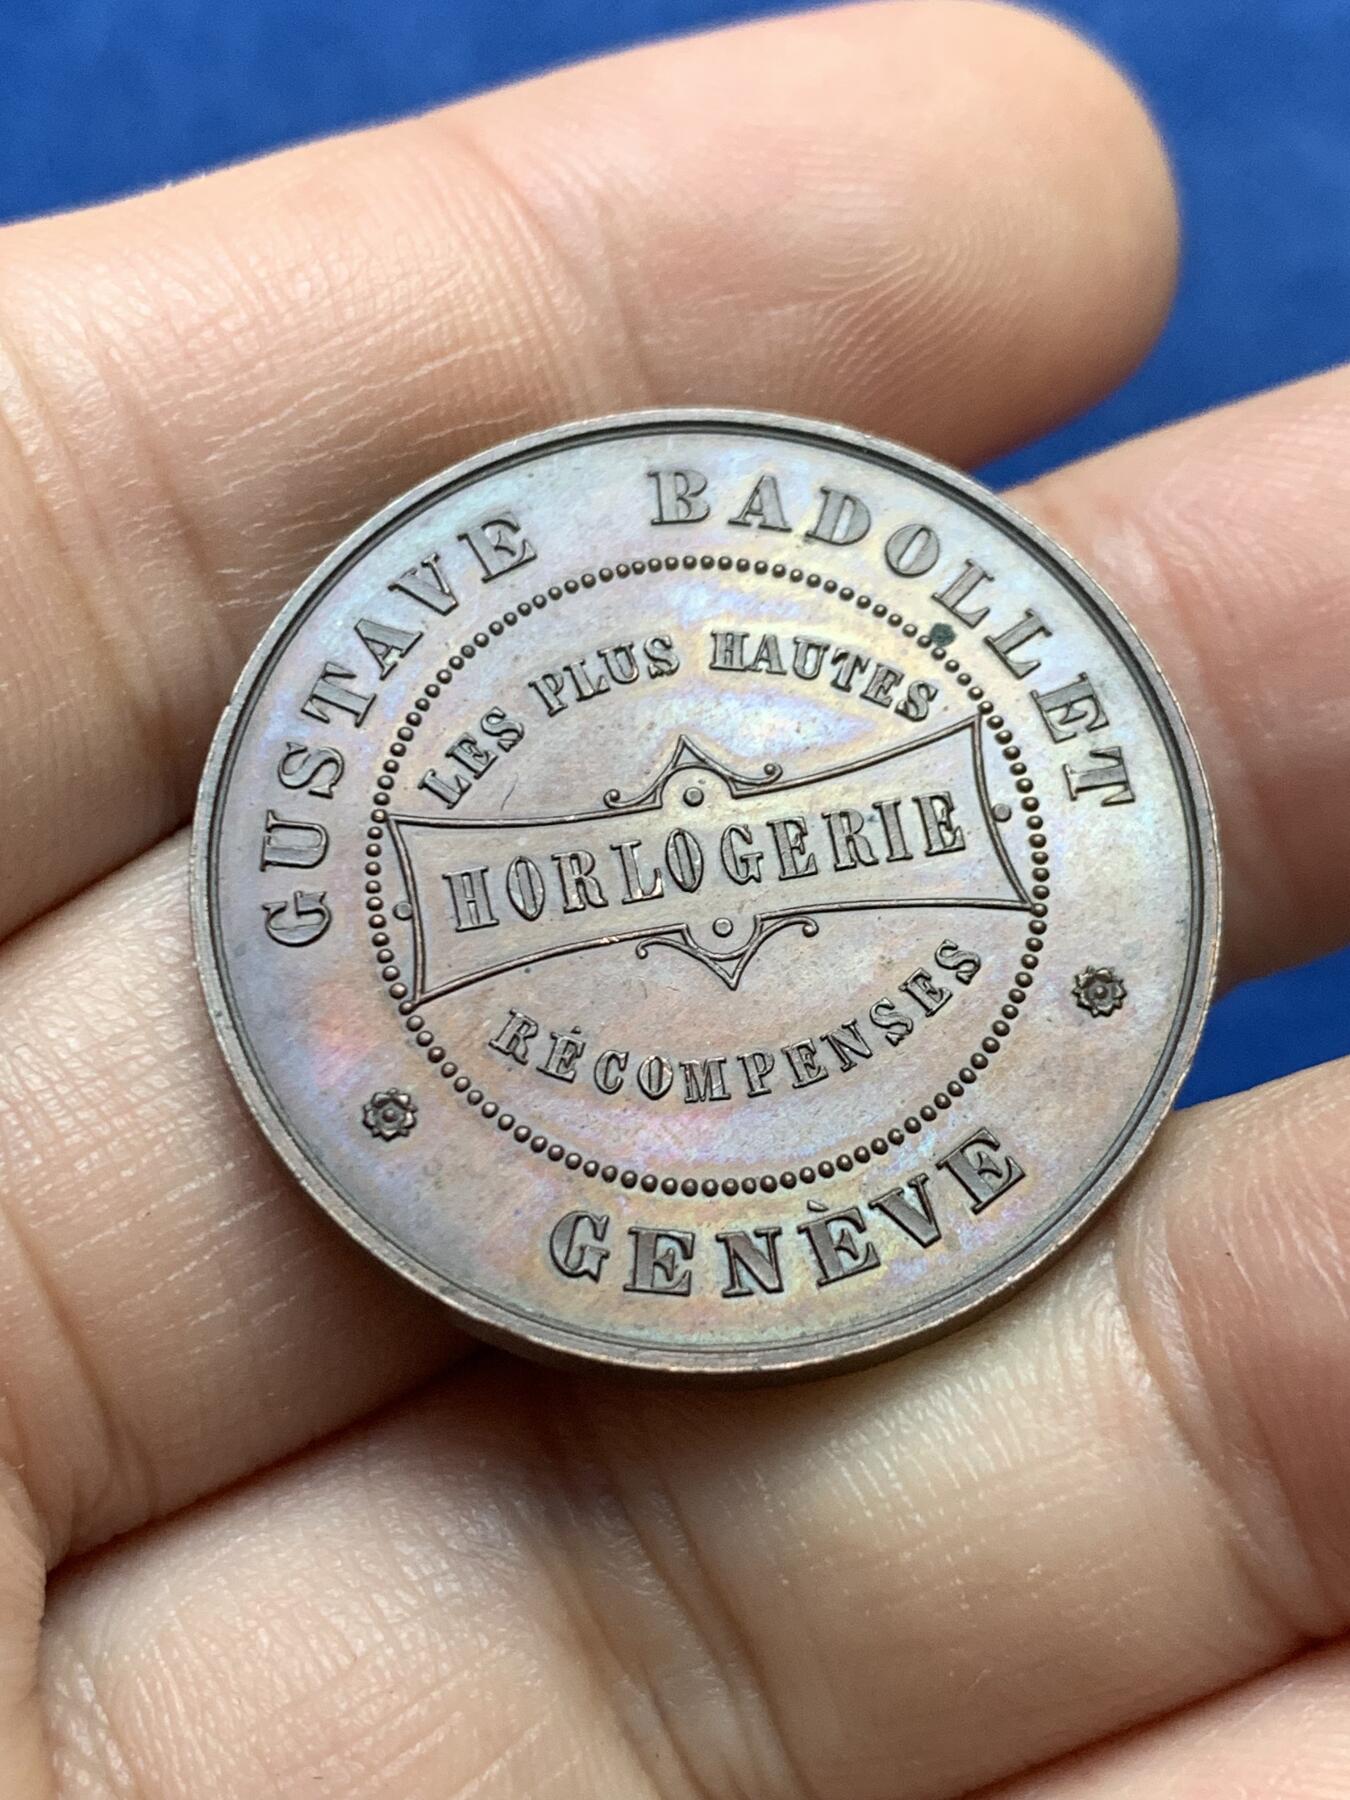 GUSTAVE BADOLLET
LES PLUS HAUTES
HORLOGERIE
RÉCOMPENSES
GENÈVE